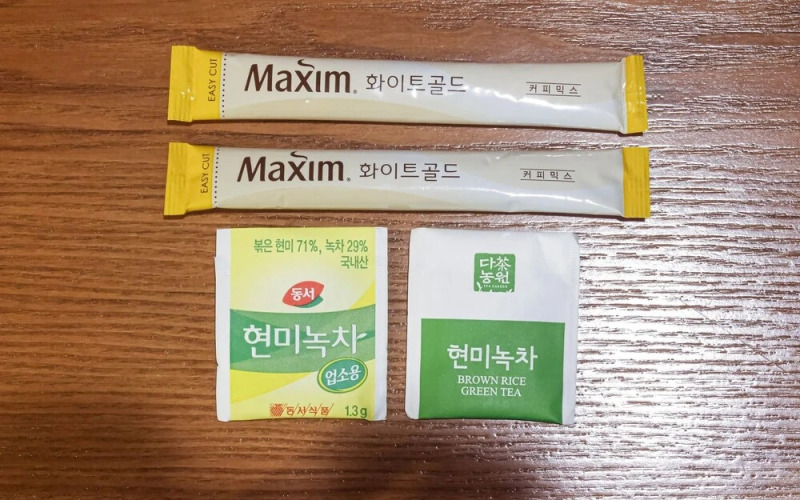 EASY CUT
Maxim. 화이트골드
커피믹스
EASY CUT
Maxim. 화이트골드
커피믹스
볶은 현미 71%, 녹차 29%
국내산
동서
현미녹차
업소용
동서식품 1.3g
다茶
농원
TEA GARDEN
현미녹차
BROWN RICE
GREEN TEA